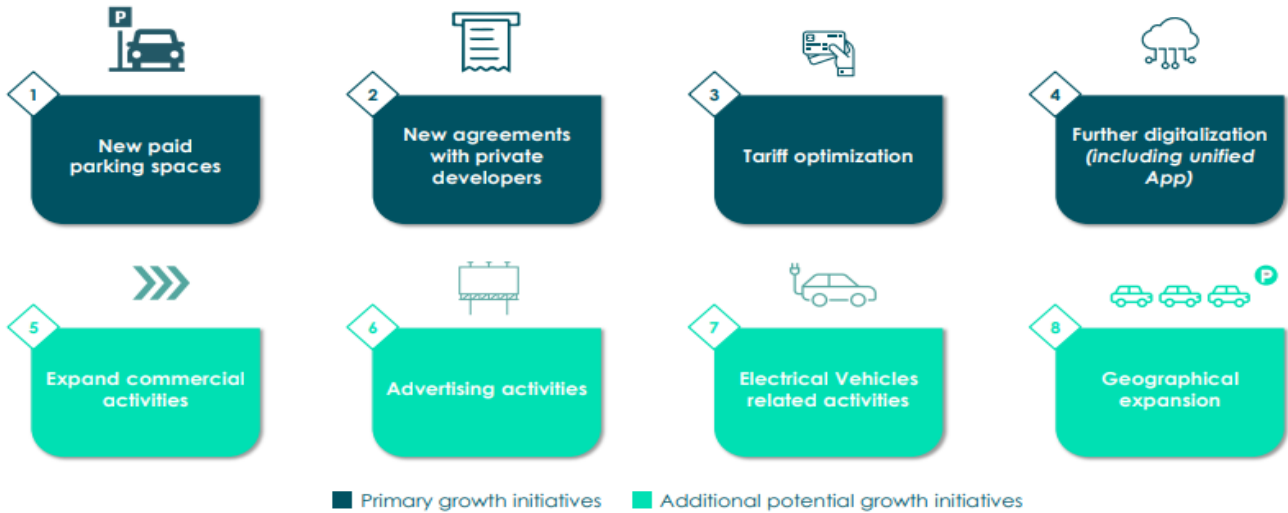 P
1
New paid
parking spaces
2
New agreements
with private
developers
3
Tariff optimization
4
Further digitalization
(including unified
App)
5
Expand commercial
activities
6
Advertising activities
7
Electrical Vehicles
related activities
P
8
Geographical
expansion
Primary growth initiatives
Additional potential growth initiatives